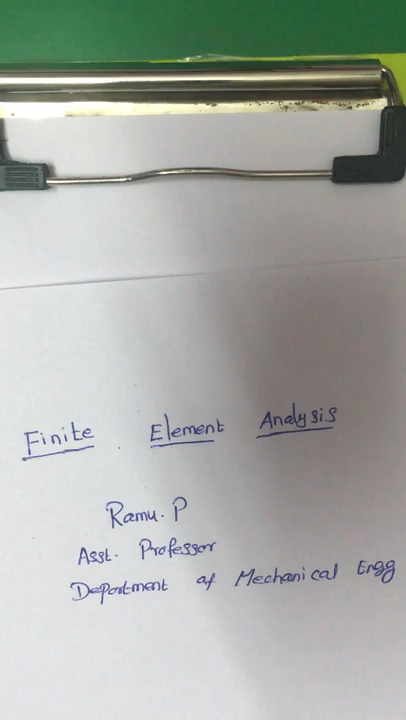 Finite Element Analysis
Ramu. P
Asst. Professor
Department of Mechanical Engg